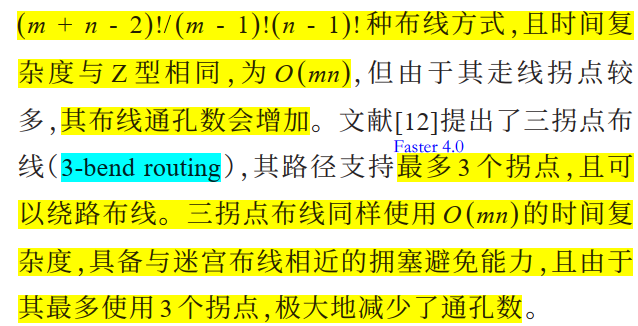 (m + n - 2)!/(m - 1)!(n - 1)!种布线方式,且时间复
杂度与 Z 型相同,为 O(mn),但由于其走线拐点较
多,其布线通孔数会增加。文献[12]提出了三拐点布
Faster 4.0
线(3-bend routing),其路径支持最多 3 个拐点,且可
以绕路布线。三拐点布线同样使用 O(mn)的时间复
杂度,具备与迷宫布线相近的拥塞避免能力,且由于
其最多使用 3 个拐点,极大地减少了通孔数。